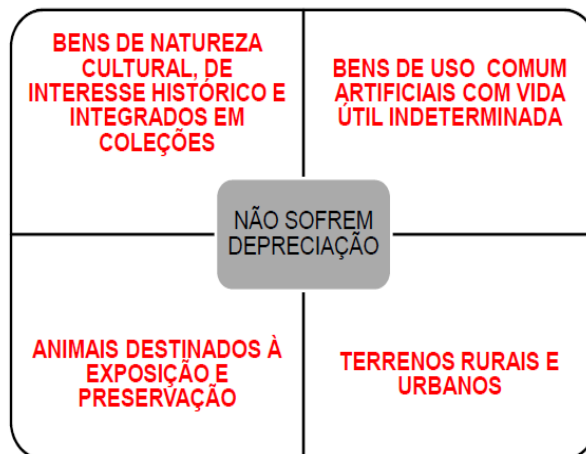 BENS DE NATUREZA
CULTURAL, DE
INTERESSE HISTÓRICO E
INTEGRADOS EM
COLEÇÕES
BENS DE USO COMUM
ARTIFICIAIS COM VIDA
ÚTIL INDETERMINADA
NÃO SOFREM
DEPRECIAÇÃO
ANIMAIS DESTINADOS À
EXPOSIÇÃO E
PRESERVAÇÃO
TERRENOS RURAIS E
URBANOS